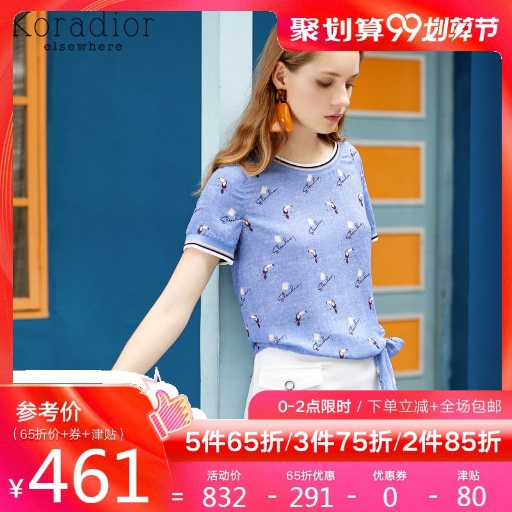 Koradior
elsewhere
聚划算 99划算节
参考价
(65折价+券+津贴)
¥461
0-2点限时/下单立减+全场包邮
5件65折/3件75折/2件85折
活动价 65折优惠 优惠券 津贴
= 832 - 291 - 0 - 80